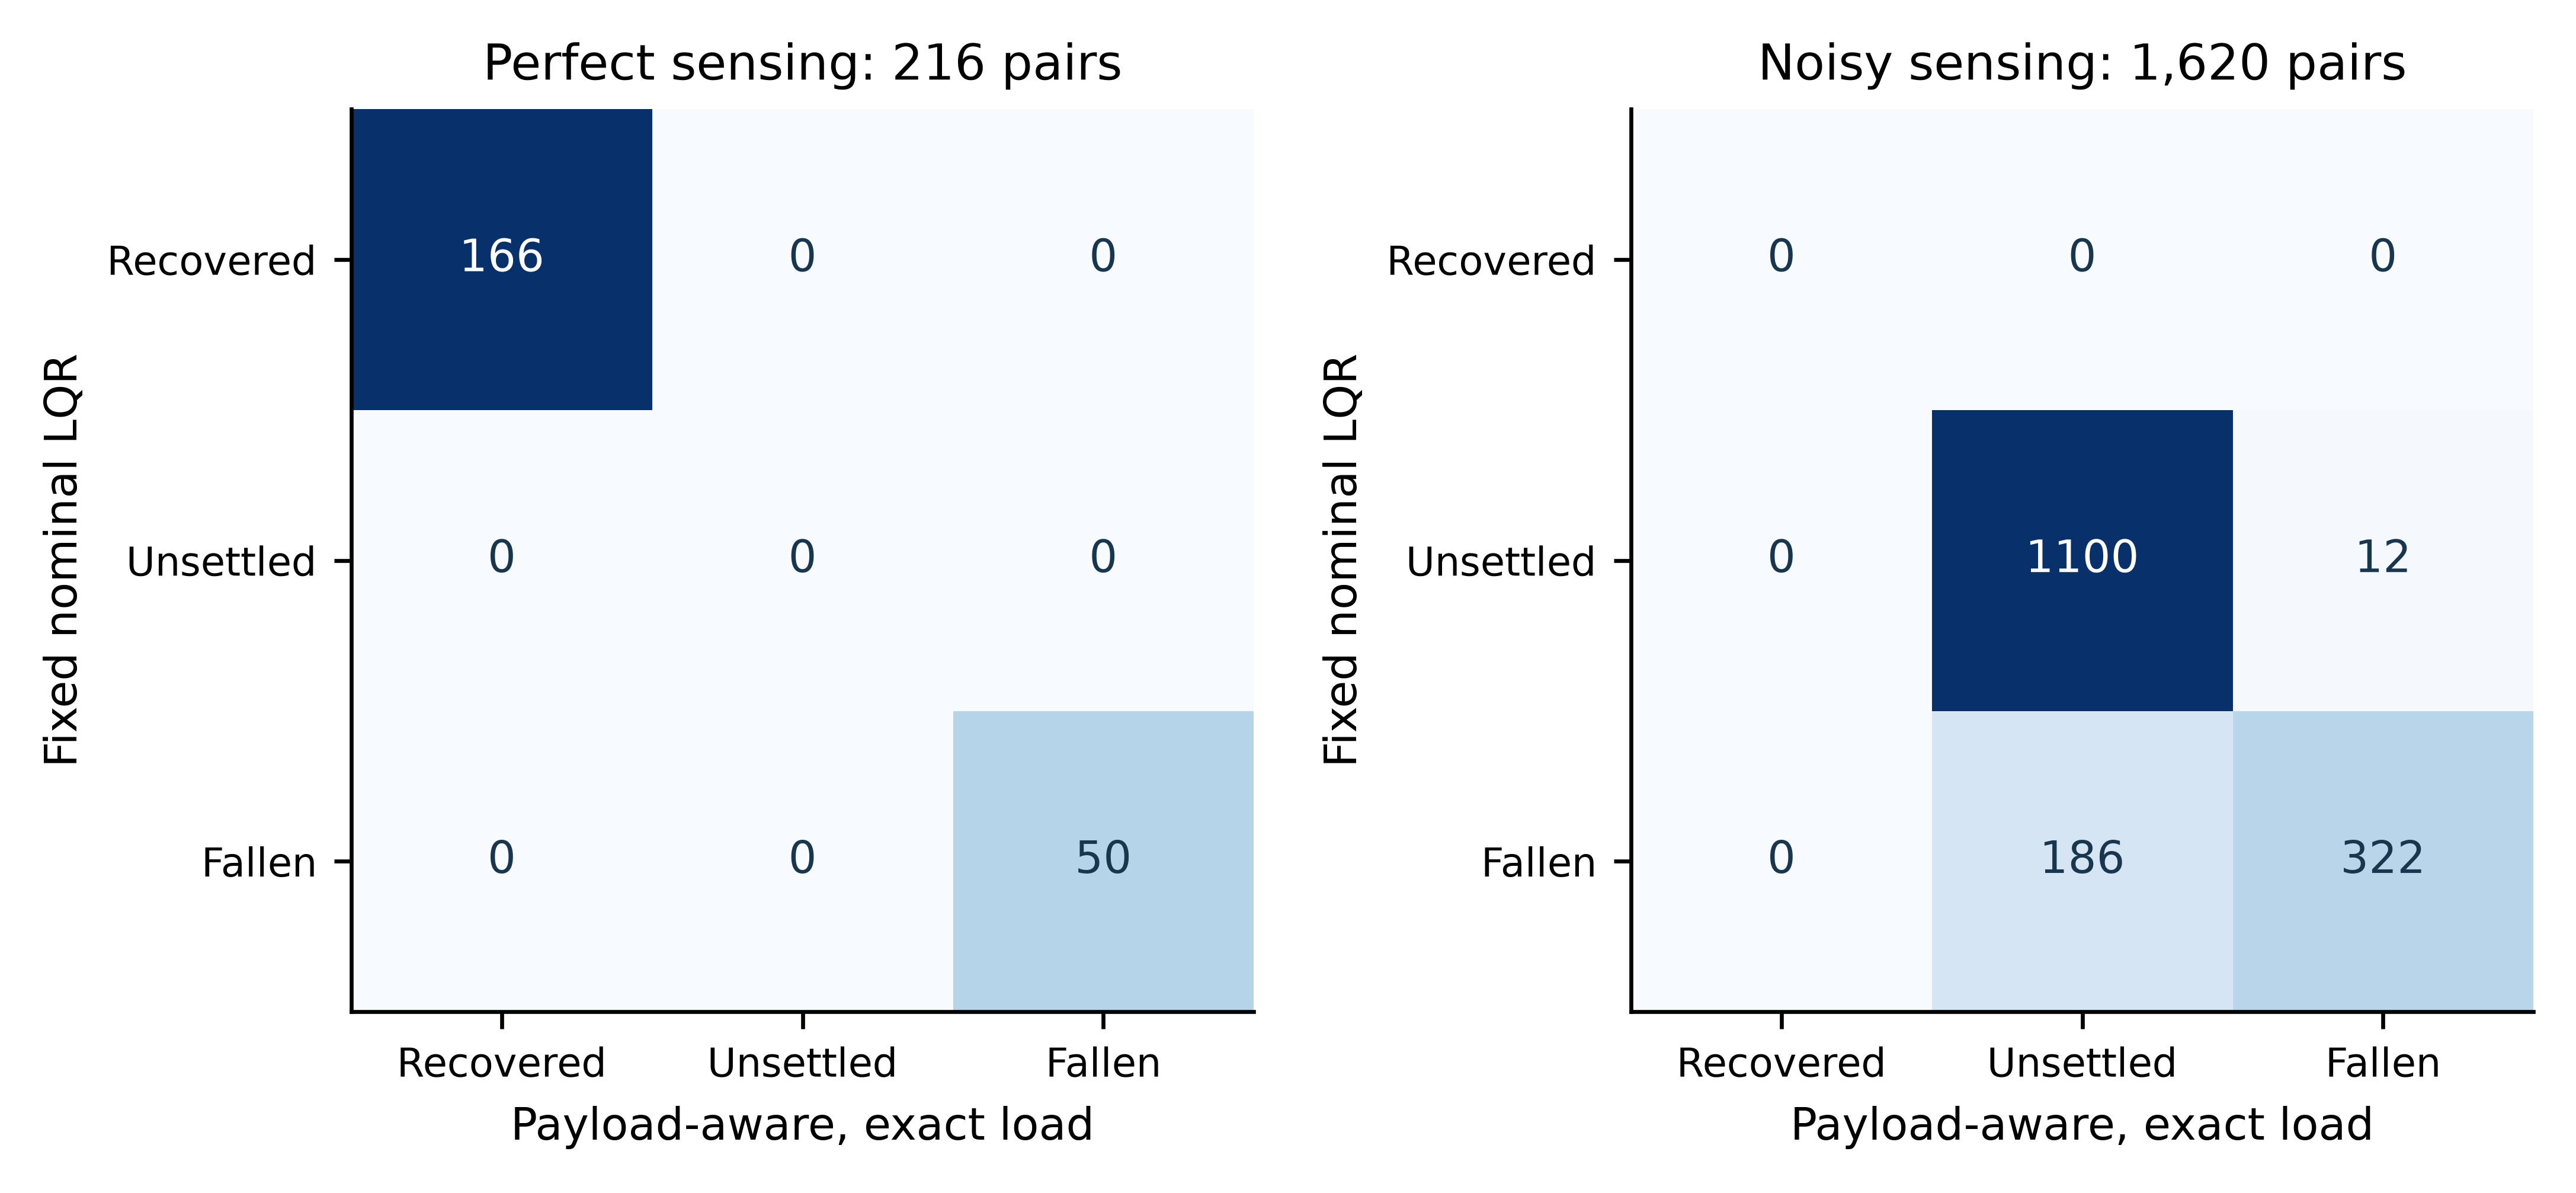 Perfect sensing: 216 pairs
Fixed nominal LQR
Recovered
166 0 0
Unsettled
0 0 0
Fallen
0 0 50
Recovered Unsettled Fallen
Payload-aware, exact load
Noisy sensing: 1,620 pairs
Fixed nominal LQR
Recovered
0 0 0
Unsettled
0 1100 12
Fallen
0 186 322
Recovered Unsettled Fallen
Payload-aware, exact load